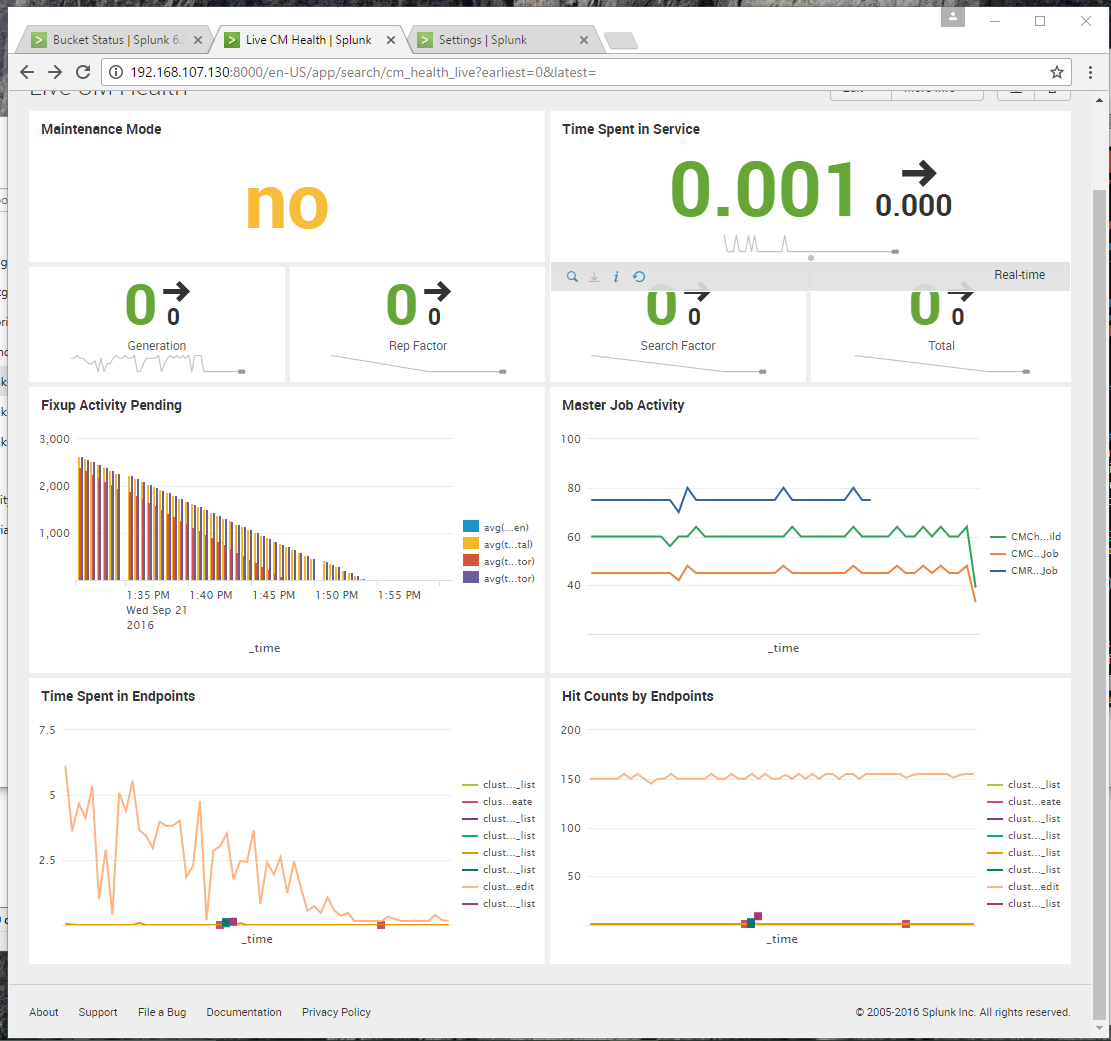 Bucket Status | Splunk 6.
Live CM Health | Splunk
Settings | Splunk
192.168.107.130:8000/en-US/app/search/cm_health_live?earliest=0&latest=
Live CM Health
Edit
More Info
Maintenance Mode
no
Time Spent in Service
0.001
0.000
Real-time
0
0
Generation
0
0
Rep Factor
0
0
Search Factor
0
0
Total
Fixup Activity Pending
3,000
2,000
1,000
1:35 PM
Wed Sep 21
2016
1:40 PM
1:45 PM
1:50 PM
1:55 PM
_time
avg(...en)
avg(t...tal)
avg(t...tor)
avg(t...tor)
Master Job Activity
100
80
60
40
_time
CMCh...ild
CMC...Job
CMR...Job
Time Spent in Endpoints
7.5
5
2.5
_time
clust..._list
clus...eate
clust..._list
clust..._list
clust..._list
clust..._list
clust...edit
clust..._list
Hit Counts by Endpoints
200
150
100
50
_time
clust..._list
clust...eate
clust..._list
clust..._list
clust..._list
clust..._list
clust...edit
clust..._list
About
Support
File a Bug
Documentation
Privacy Policy
© 2005-2016 Splunk Inc. All rights reserved.